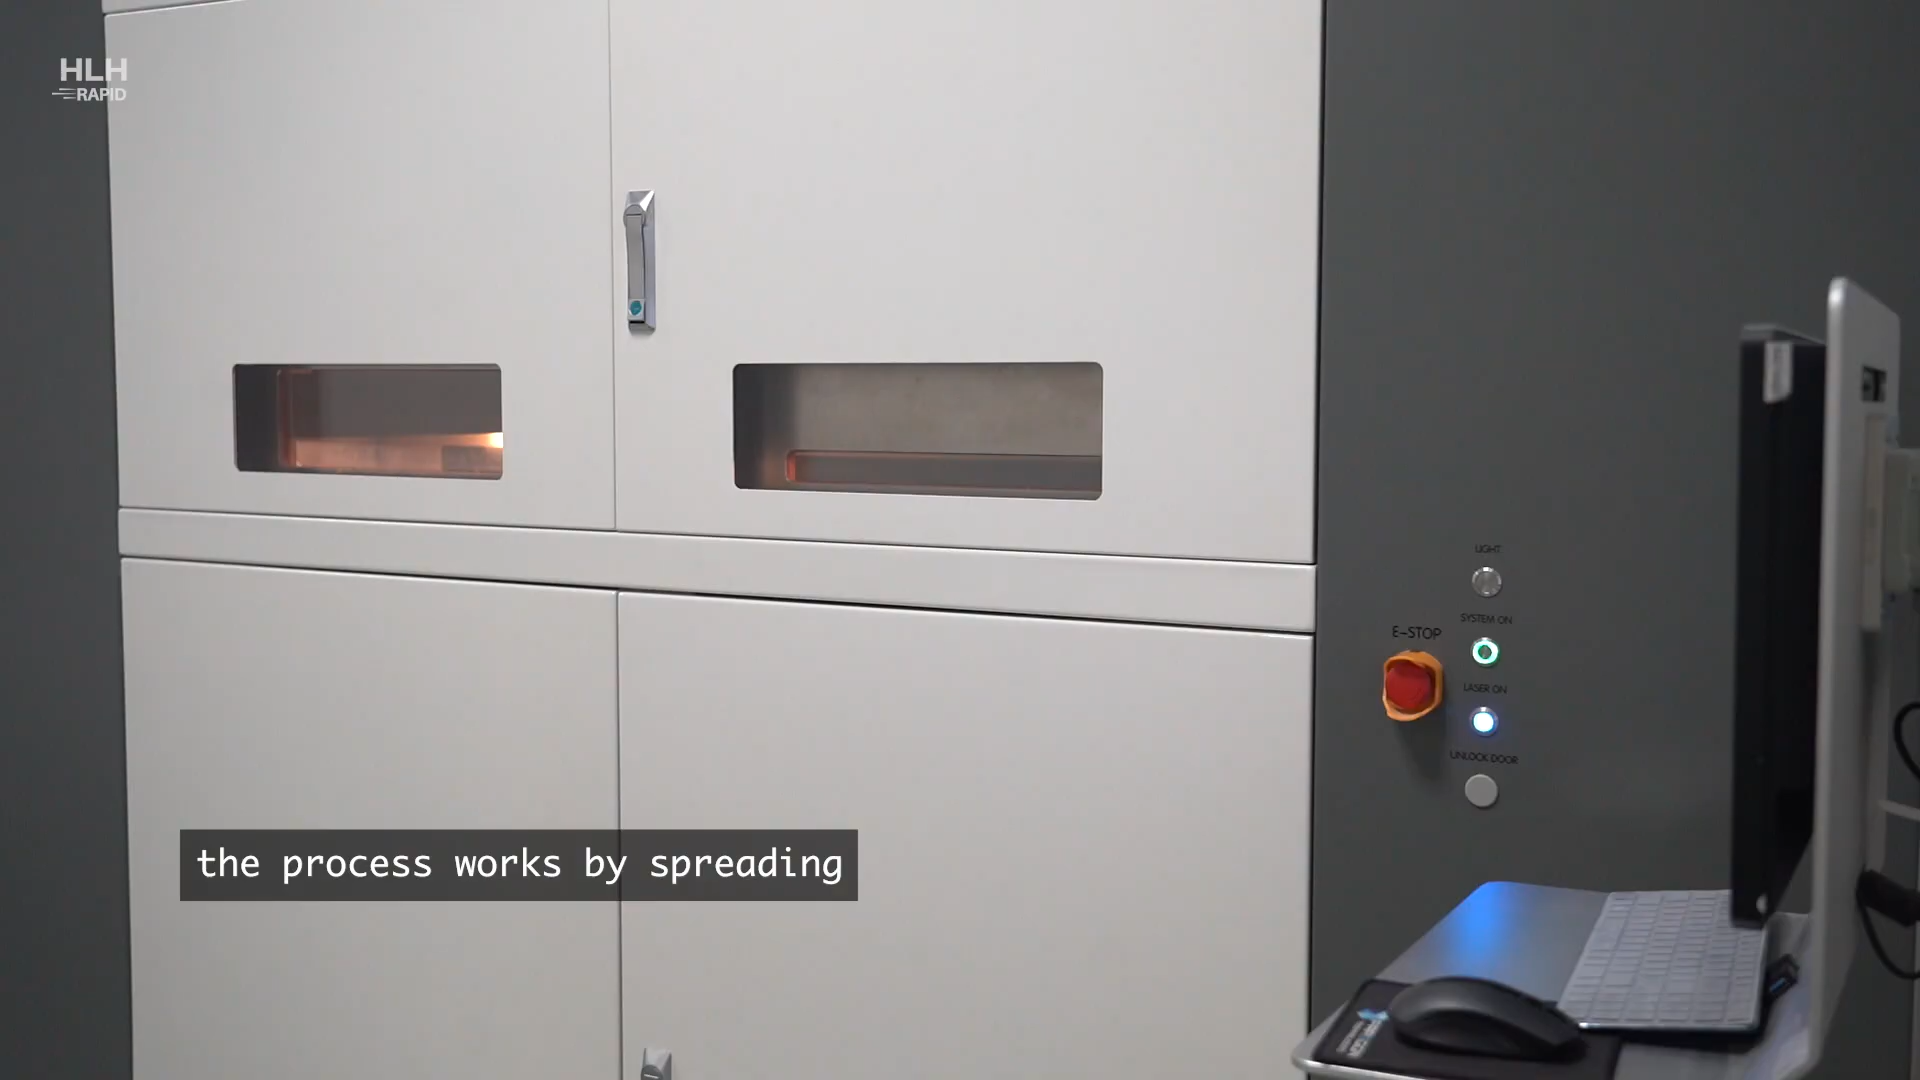 HLH
RAPID
LIGHT
SYSTEM ON
E-STOP
LASER ON
UNLOCK DOOR
the process works by spreading